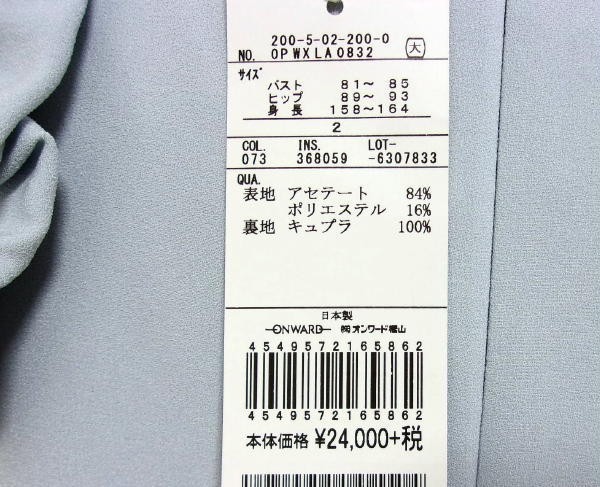 200-5-02-200-0
NO. OPWXLA0832 大
ｻｲｽﾞ
バスト 81～ 85
ヒップ 89～ 93
身長 158～164
2
COL. INS. LOT-
073 368059 -6307833
QUA.
表地 アセテート 84%
ポリエステル 16%
裏地 キュプラ 100%
日本製
ONWARD ㈱オンワード樫山
4549572165862
4549572165862
本体価格 ¥24,000+税